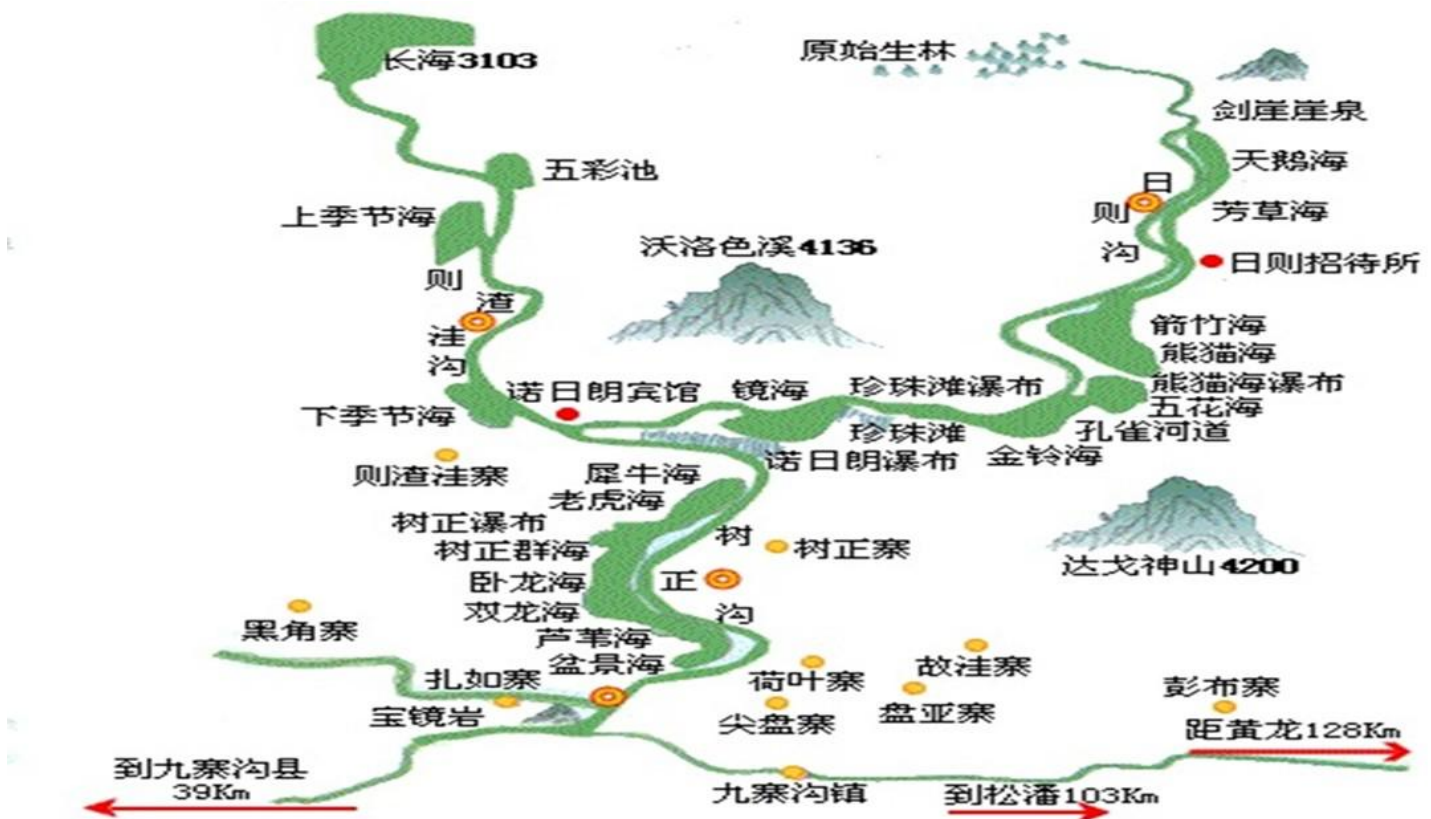 长海3103
原始生林
剑崖崖泉
五彩池
天鹅海
日
则
沟
芳草海
上季节海
沃洛色溪4136
日则招待所
则
渣
洼
沟
箭竹海
熊猫海
熊猫海瀑布
诺日朗宾馆
镜海
珍珠滩瀑布
五花海
下季节海
珍珠滩
孔雀河道
诺日朗瀑布
金铃海
则渣洼寨
犀牛海
老虎海
树正瀑布
树正群海
树
正
沟
树正寨
卧龙海
达戈神山4200
双龙海
黑角寨
芦苇海
盆景海
扎如寨
荷叶寨
故洼寨
彭布寨
宝镜岩
尖盘寨
盘亚寨
距黄龙128Km
到九寨沟县
39Km
九寨沟镇
到松潘103Km